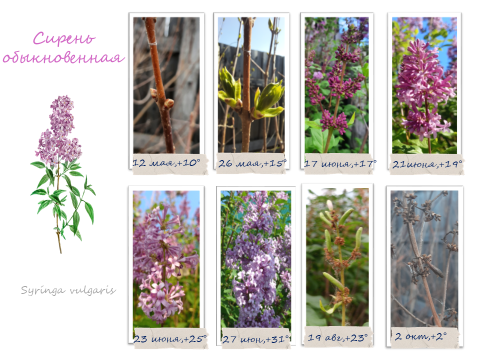 Сирень
обыкновенная
12 мая,+10°
26 мая,+15°
17 июня,+17°
21июня,+19°
23 июня,+25°
27 июн,+31°
19 авг,+23°
2 окт,+2°
Syringa vulgaris